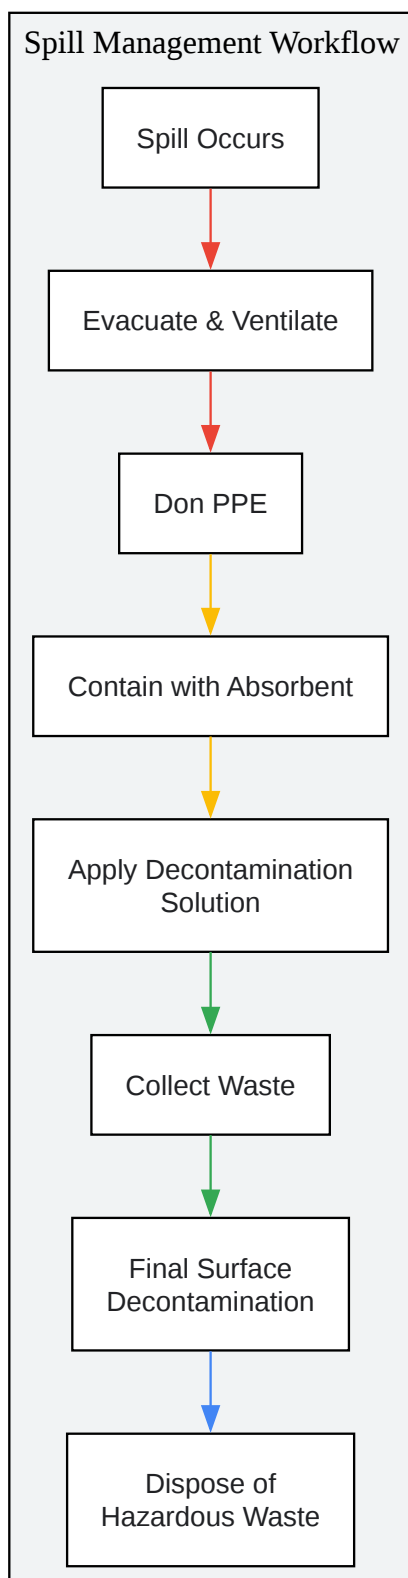 Spill Management Workflow
Spill Occurs
Evacuate & Ventilate
Don PPE
Contain with Absorbent
Apply Decontamination
Solution
Collect Waste
Final Surface
Decontamination
Dispose of
Hazardous Waste